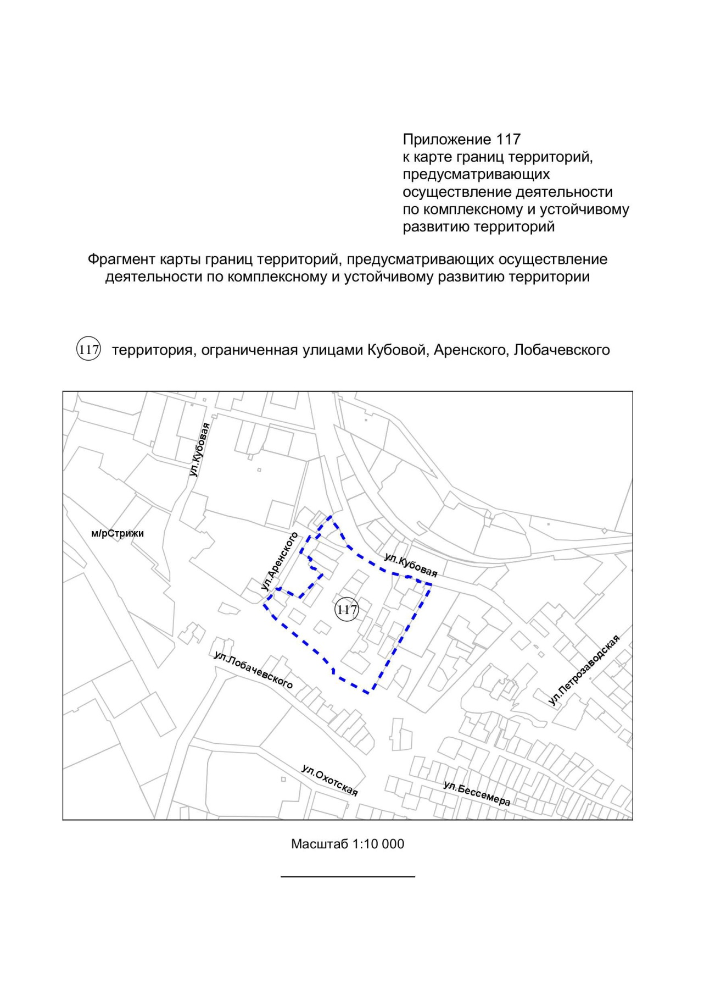 Приложение 117
к карте границ территорий,
предусматривающих
осуществление деятельности
по комплексному и устойчивому
развитию территорий
Фрагмент карты границ территорий, предусматривающих осуществление
деятельности по комплексному и устойчивому развитию территории
117 территория, ограниченная улицами Кубовой, Аренского, Лобачевского
ул.Кубовая
м/рСтрижи
ул.Аренского
ул.Кубовая
117
ул.Лобачевского
ул.Петрозаводская
ул.Охотская
ул.Бессемера
Масштаб 1:10 000